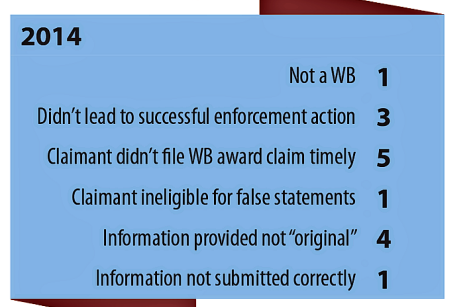 2014
Not a WB 1
Didn’t lead to successful enforcement action 3
Claimant didn’t file WB award claim timely 5
Claimant ineligible for false statements 1
Information provided not “original” 4
Information not submitted correctly 1